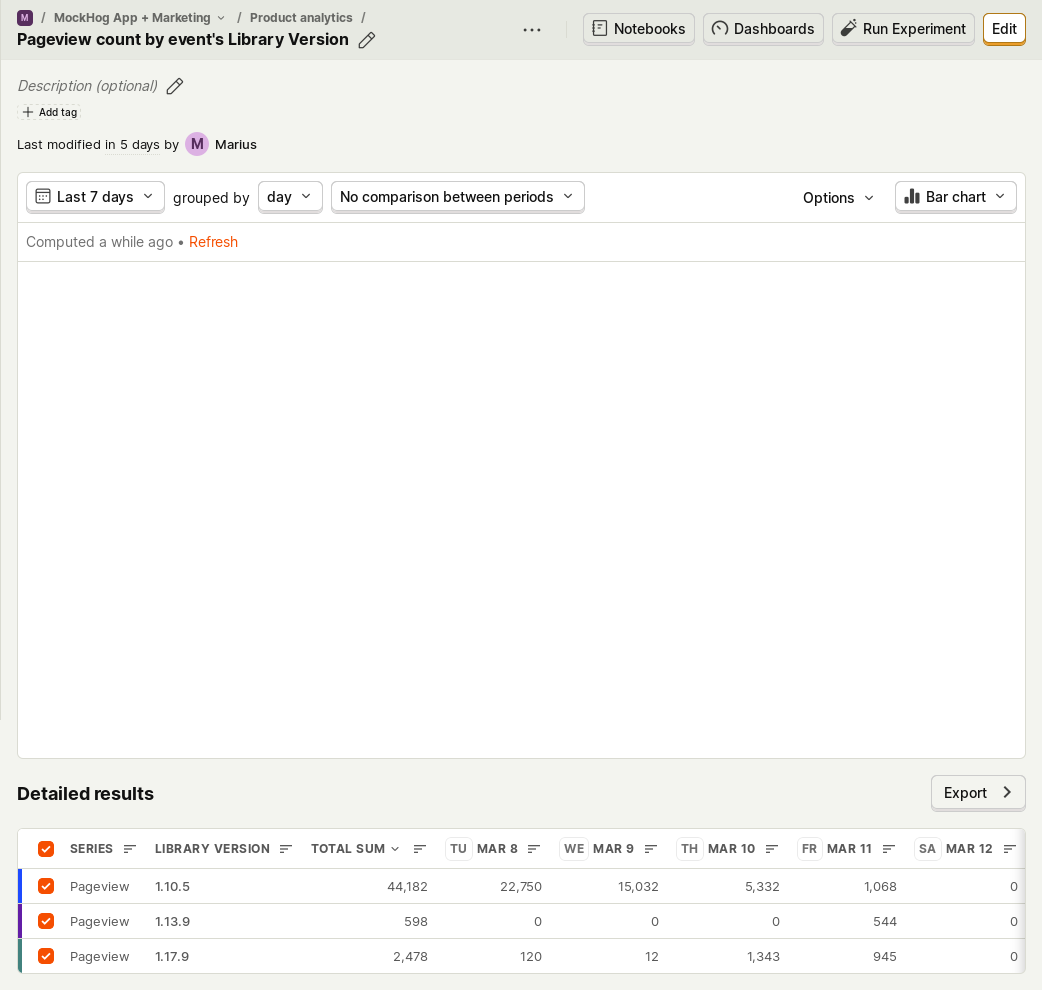 M / MockHog App + Marketing / Product analytics /
Pageview count by event's Library Version
Notebooks Dashboards Run Experiment Edit
Description (optional)
Add tag
Last modified in 5 days by M Marius
Last 7 days grouped by day No comparison between periods Options Bar chart
Computed a while ago • Refresh
Detailed results
Export
SERIES LIBRARY VERSION TOTAL SUM TU MAR 8 WE MAR 9 TH MAR 10 FR MAR 11 SA MAR 12
Pageview 1.10.5 44,182 22,750 15,032 5,332 1,068 0
Pageview 1.13.9 598 0 0 0 544 0
Pageview 1.17.9 2,478 120 12 1,343 945 0